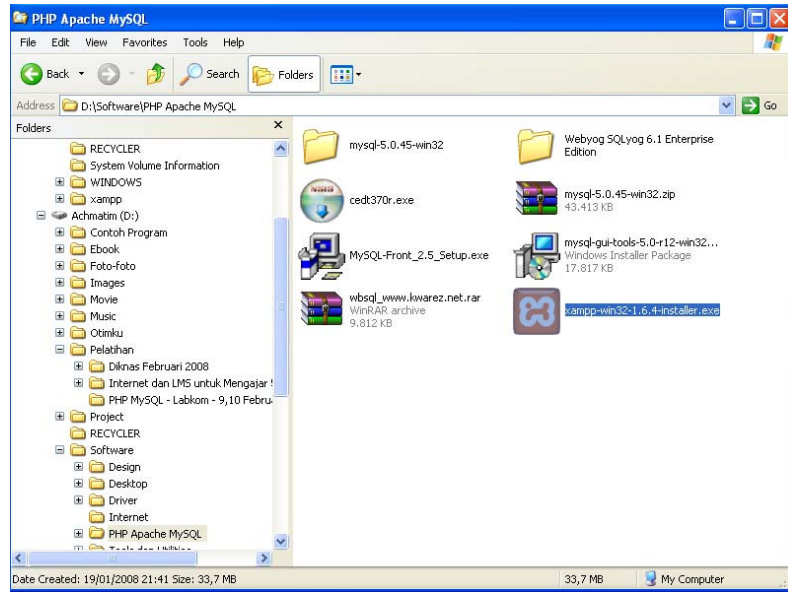 PHP Apache MySQL
File Edit View Favorites Tools Help
Back Search Folders
Address D:\Software\PHP Apache MySQL Go
Folders
RECYCLER
System Volume Information
WINDOWS
xampp
Achmatim (D:)
Contoh Program
Ebook
Foto-foto
Images
Movie
Music
Otimku
Pelatihan
Diknas Februari 2008
Internet dan LMS untuk Mengajar
PHP MySQL - Labkom - 9,10 Febru
Project
RECYCLER
Software
Design
Desktop
Driver
Internet
PHP Apache MySQL
Tools dan Utilities
mysql-5.0.45-win32
Webyog SQLyog 6.1 Enterprise
Edition
cedt370r.exe
mysql-5.0.45-win32.zip
43.413 KB
MySQL-Front_2.5_Setup.exe
mysql-gui-tools-5.0-r12-win32...
Windows Installer Package
17.817 KB
wbsql_www.kwarez.net.rar
WinRAR archive
9.812 KB
xampp-win32-1.6.4-installer.exe
Date Created: 19/01/2008 21:41 Size: 33,7 MB 33,7 MB My Computer